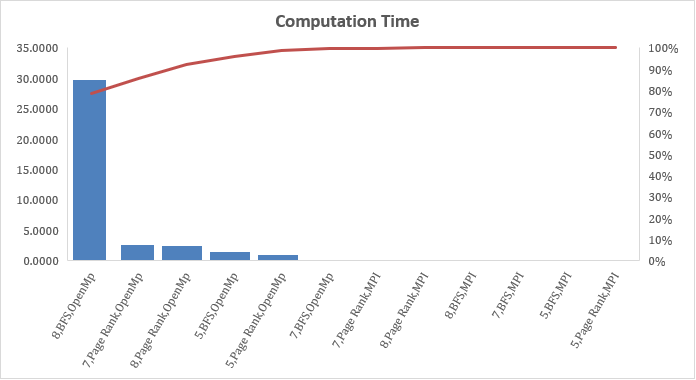 Computation Time
35.0000
30.0000
25.0000
20.0000
15.0000
10.0000
5.0000
0.0000
100%
90%
80%
70%
60%
50%
40%
30%
20%
10%
0%
8,BFS,OpenMp
7,Page Rank,OpenMp
8,Page Rank,OpenMp
5,BFS,OpenMp
5,Page Rank,OpenMp
7,BFS,OpenMp
7,Page Rank,MPI
8,Page Rank,MPI
8,BFS,MPI
7,BFS,MPI
5,BFS,MPI
5,Page Rank,MPI